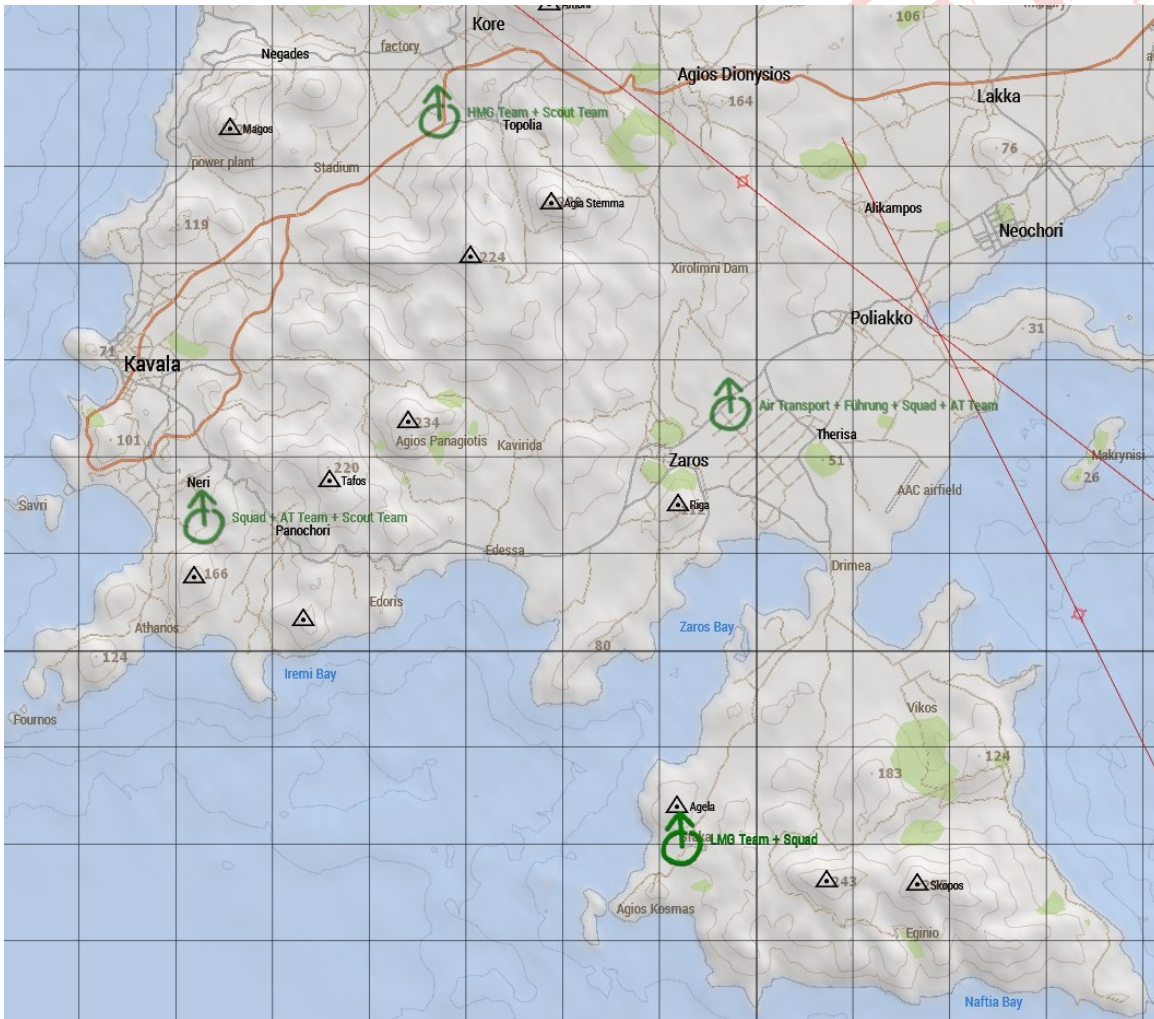 Kore
106
Negades
factory
Agios Dionysios
164
Lakka
HMG Team + Scout Team
Topolia
Magos
76
power plant
Stadium
Agia Stemma
Alikampos
119
Neochori
224
Xirolimni Dam
Poliakko
31
71
Kavala
Air Transport + Führung + Squad + AT Team
234
Agios Panagiotis
Kavirida
Therisa
101
Makrynisi
Zaros
51
220
Tafos
26
Neri
AAC airfield
Savri
Riga
Squad + AT Team + Scout Team
Panochori
Edessa
Drimea
166
Edoris
Athanos
Zaros Bay
80
124
Iremi Bay
Vikos
Fournos
124
183
Agela
LMG Team + Squad
243
Skopos
Agios Kosmas
Eginio
Naftia Bay